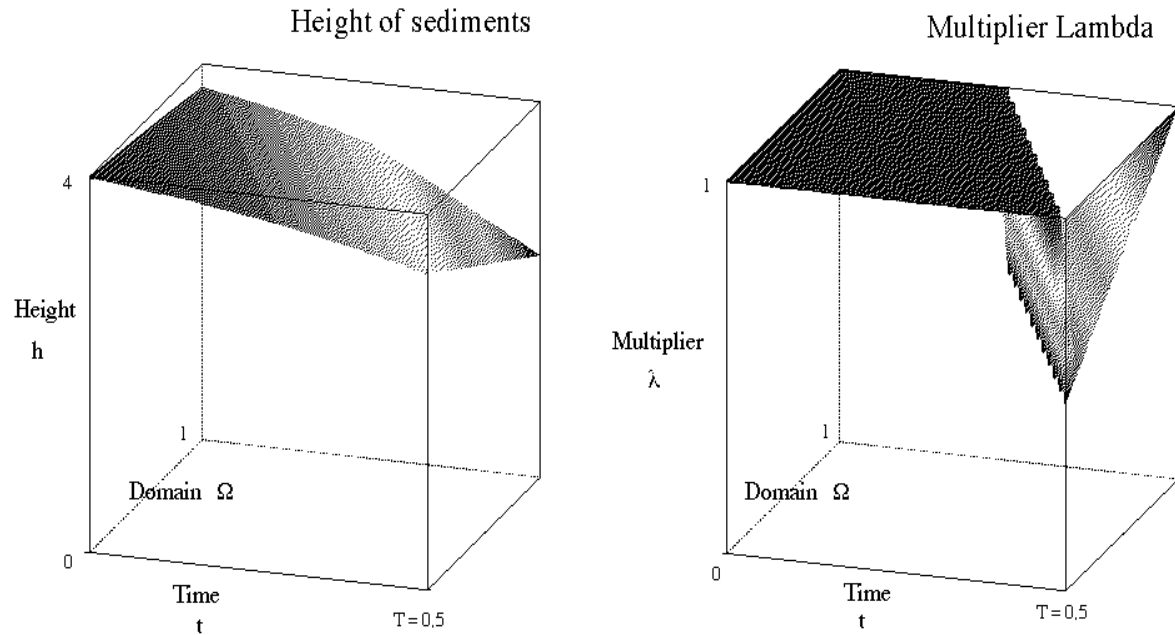 Height of sediments
4
Height
h
1
Domain Ω
0
Time
t
T = 0,5
Multiplier Lambda
1
Multiplier
λ
1
Domain Ω
0
Time
t
T = 0,5